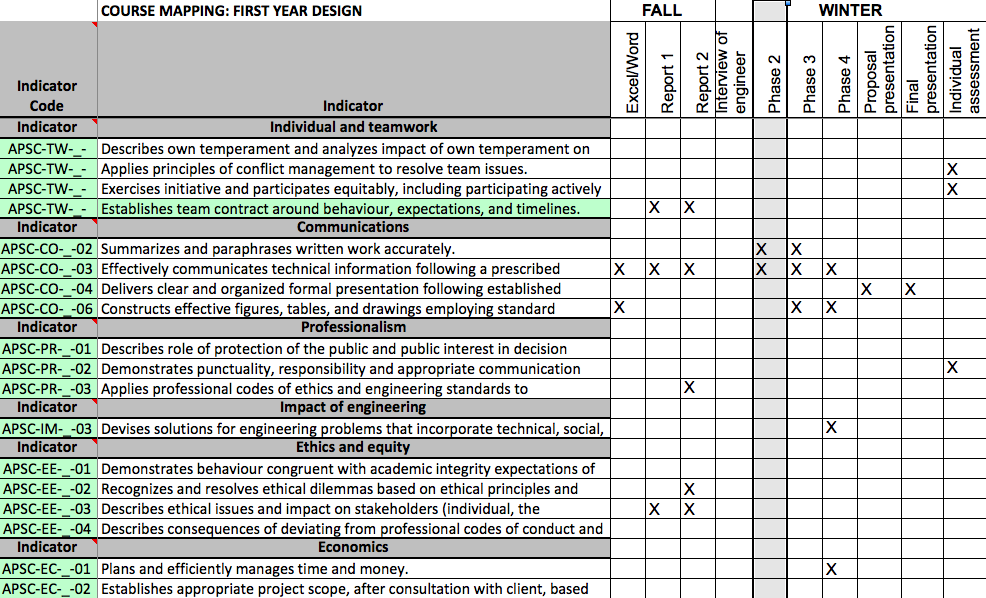 COURSE MAPPING: FIRST YEAR DESIGN FALL WINTER
Indicator Code Indicator Excel/Word Report 1 Report 2 Interview of engineer Phase 2 Phase 3 Phase 4 Proposal presentation Final presentation Individual assessment
Indicator Individual and teamwork
APSC-TW-_- Describes own temperament and analyzes impact of own temperament on
APSC-TW-_- Applies principles of conflict management to resolve team issues. X
APSC-TW-_- Exercises initiative and participates equitably, including participating actively X
APSC-TW-_- Establishes team contract around behaviour, expectations, and timelines. X X
Indicator Communications
APSC-CO-_-02 Summarizes and paraphrases written work accurately. X X
APSC-CO-_-03 Effectively communicates technical information following a prescribed X X X X X X
APSC-CO-_-04 Delivers clear and organized formal presentation following established X X
APSC-CO-_-06 Constructs effective figures, tables, and drawings employing standard X X X
Indicator Professionalism
APSC-PR-_-01 Describes role of protection of the public and public interest in decision
APSC-PR-_-02 Demonstrates punctuality, responsibility and appropriate communication X
APSC-PR-_-03 Applies professional codes of ethics and engineering standards to X
Indicator Impact of engineering
APSC-IM-_-03 Devises solutions for engineering problems that incorporate technical, social, X
Indicator Ethics and equity
APSC-EE-_-01 Demonstrates behaviour congruent with academic integrity expectations of
APSC-EE-_-02 Recognizes and resolves ethical dilemmas based on ethical principles and X
APSC-EE-_-03 Describes ethical issues and impact on stakeholders (individual, the X X
APSC-EE-_-04 Describes consequences of deviating from professional codes of conduct and
Indicator Economics
APSC-EC-_-01 Plans and efficiently manages time and money. X
APSC-EC-_-02 Establishes appropriate project scope, after consultation with client, based